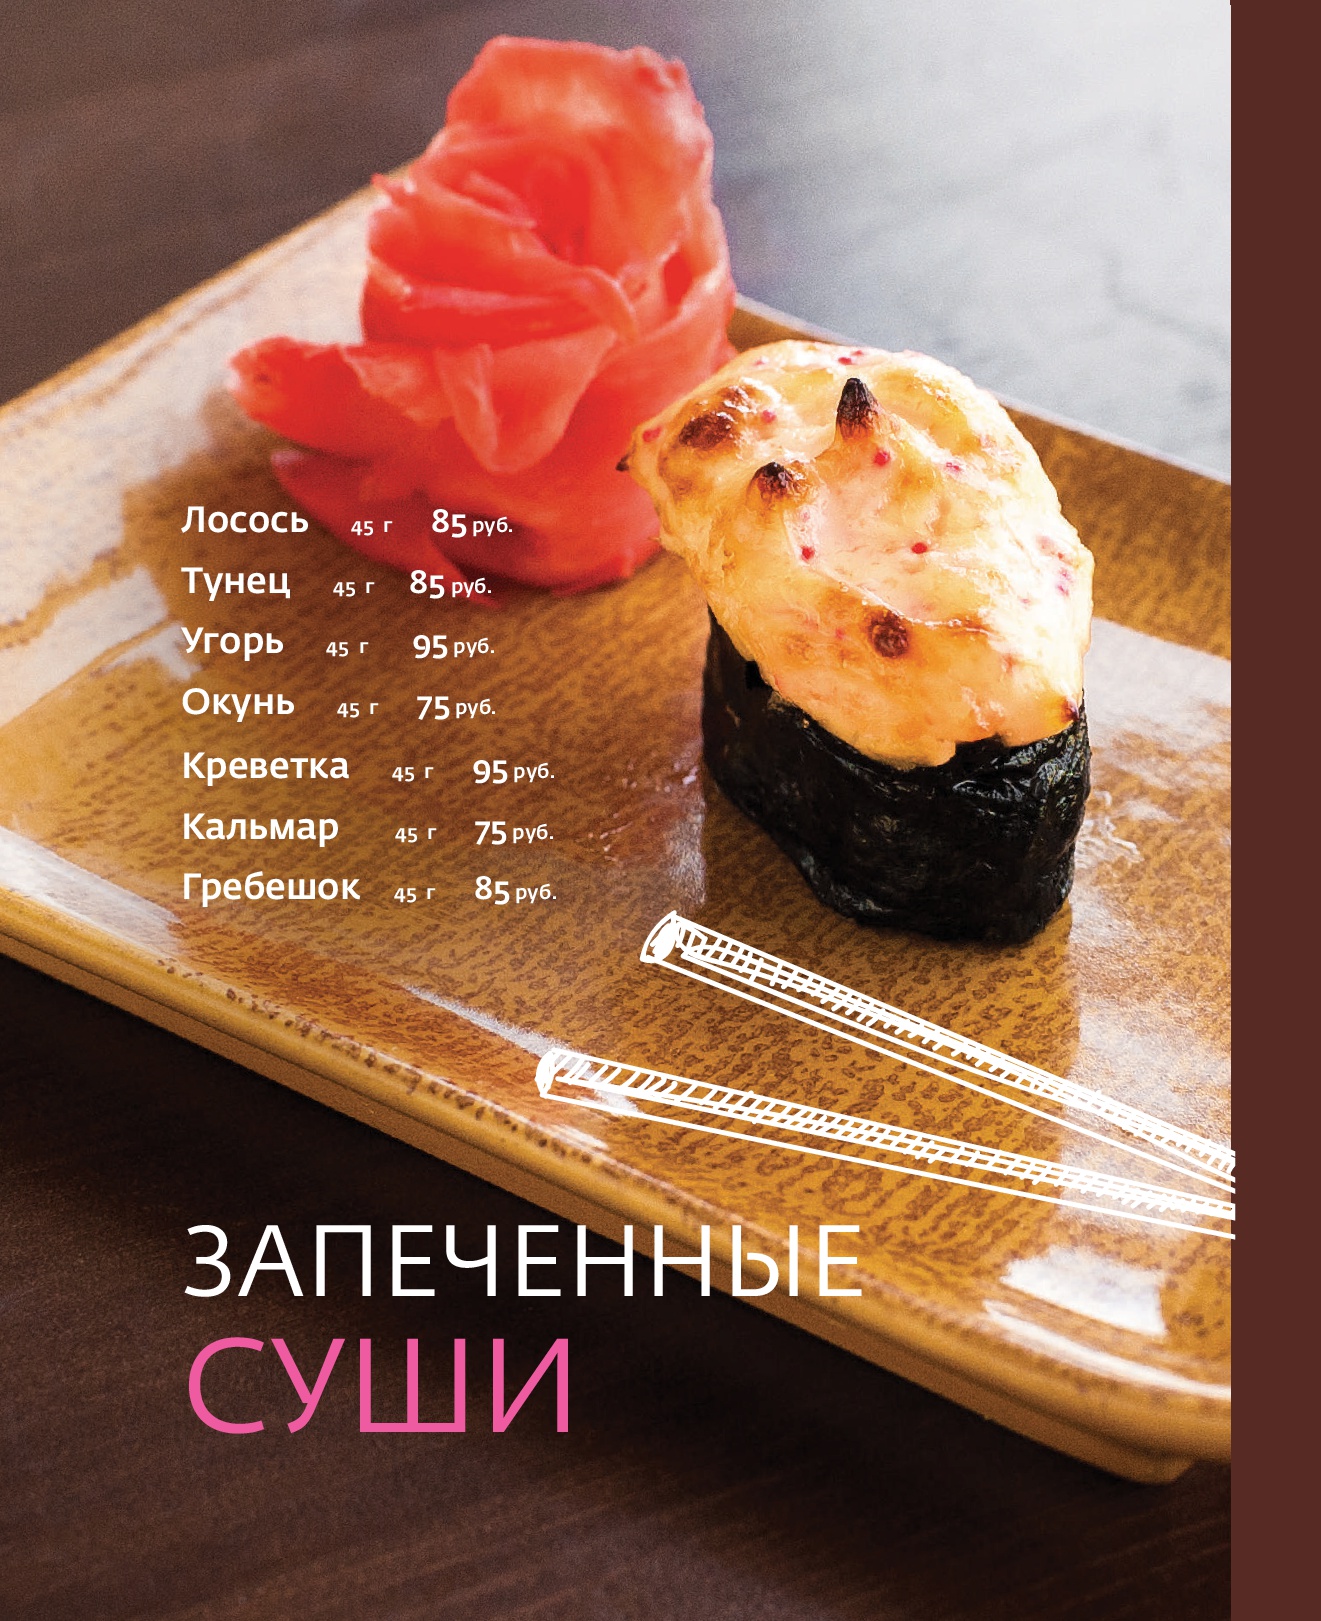 Лосось 45 г 85 руб.
Тунец 45 г 85 руб.
Угорь 45 г 95 руб.
Окунь 45 г 75 руб.
Креветка 45 г 95 руб.
Кальмар 45 г 75 руб.
Гребешок 45 г 85 руб.
ЗАПЕЧЕННЫЕ
СУШИ